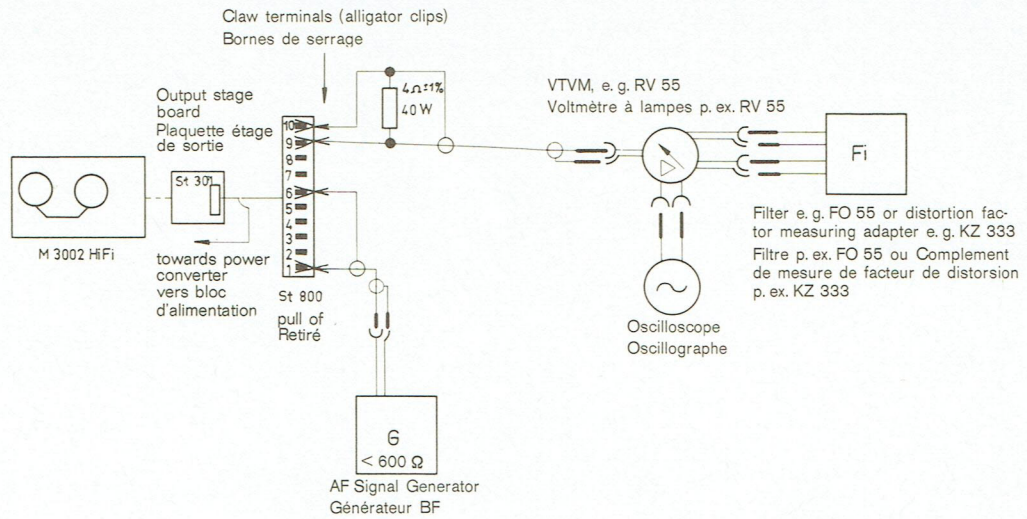 Claw terminals (alligator clips)
Bornes de serrage
Output stage
board
Plaquette étage
de sortie
4Ω±1%
40 W
VTVM, e. g. RV 55
Voltmètre à lampes p. ex. RV 55
St 301
10
9
8
7
6
5
4
3
2
1
Fi
M 3002 HiFi
towards power
converter
vers bloc
d'alimentation
St 800
pull of
Retiré
Filter e. g. FO 55 or distortion fac-
tor measuring adapter e. g. KZ 333
Filtre p. ex. FO 55 ou Complement
de mesure de facteur de distorsion
p. ex. KZ 333
Oscilloscope
Oscillographe
G
< 600 Ω
AF Signal Generator
Générateur BF